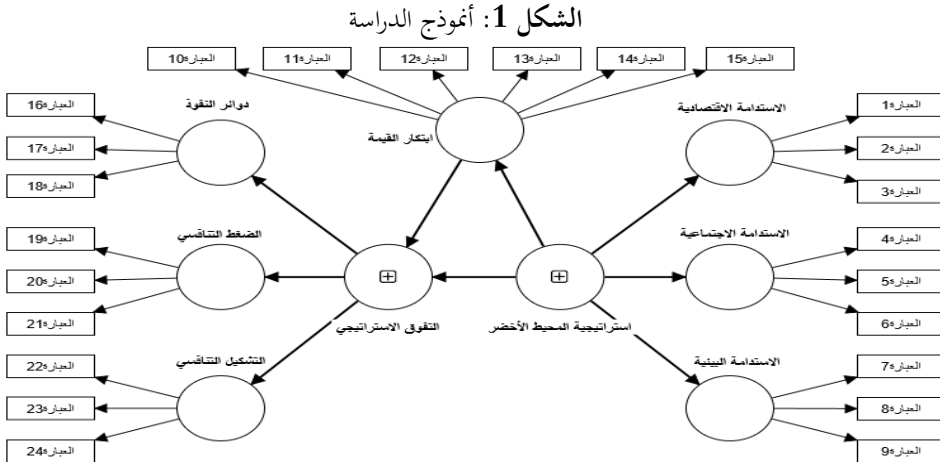 الشكل 1: أنموذج الدراسة
العبارة15
العبارة14
العبارة13
العبارة12
العبارة11
العبارة10
ابتكار القيمة
الاستدامة الاقتصادية
العبارة1
العبارة2
العبارة3
الاستدامة الاجتماعية
العبارة4
العبارة5
العبارة6
الاستدامة البيئية
العبارة7
العبارة8
العبارة9
استراتيجية المحيط الأخضر
التفوق الاستراتيجي
دوائر النفوذ
العبارة16
العبارة17
العبارة18
الضغط التنافسي
العبارة19
العبارة20
العبارة21
التشكيل التنافسي
العبارة22
العبارة23
العبارة24